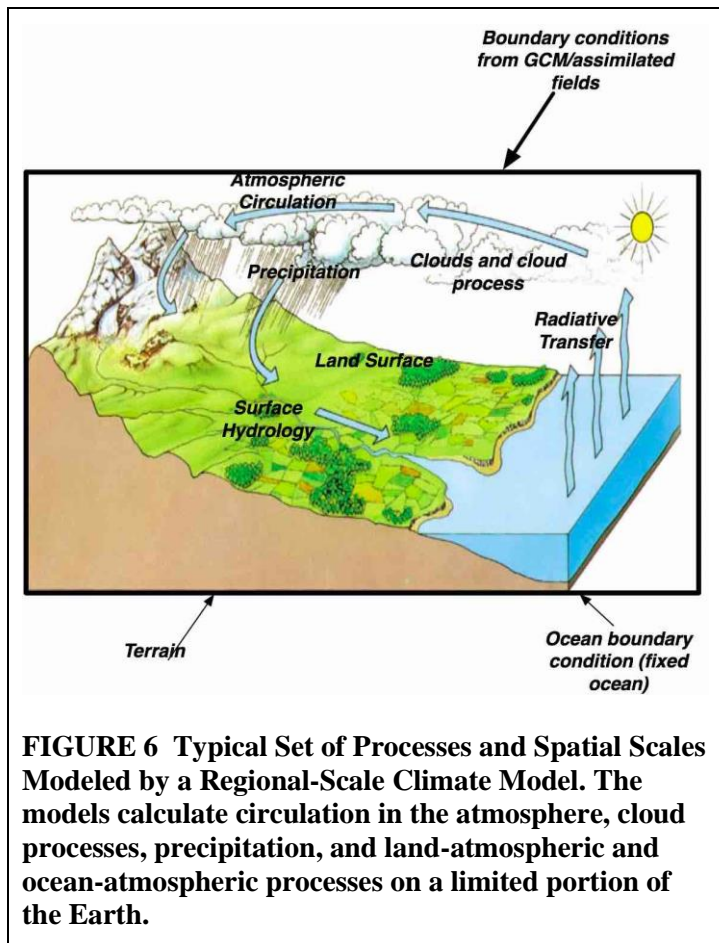 Boundary conditions
from GCM/assimilated
fields
Atmospheric
Circulation
Precipitation
Clouds and cloud
process
Radiative
Transfer
Land Surface
Surface
Hydrology
Terrain
Ocean boundary
condition (fixed
ocean)
FIGURE 6 Typical Set of Processes and Spatial Scales
Modeled by a Regional-Scale Climate Model. The
models calculate circulation in the atmosphere, cloud
processes, precipitation, and land-atmospheric and
ocean-atmospheric processes on a limited portion of
the Earth.